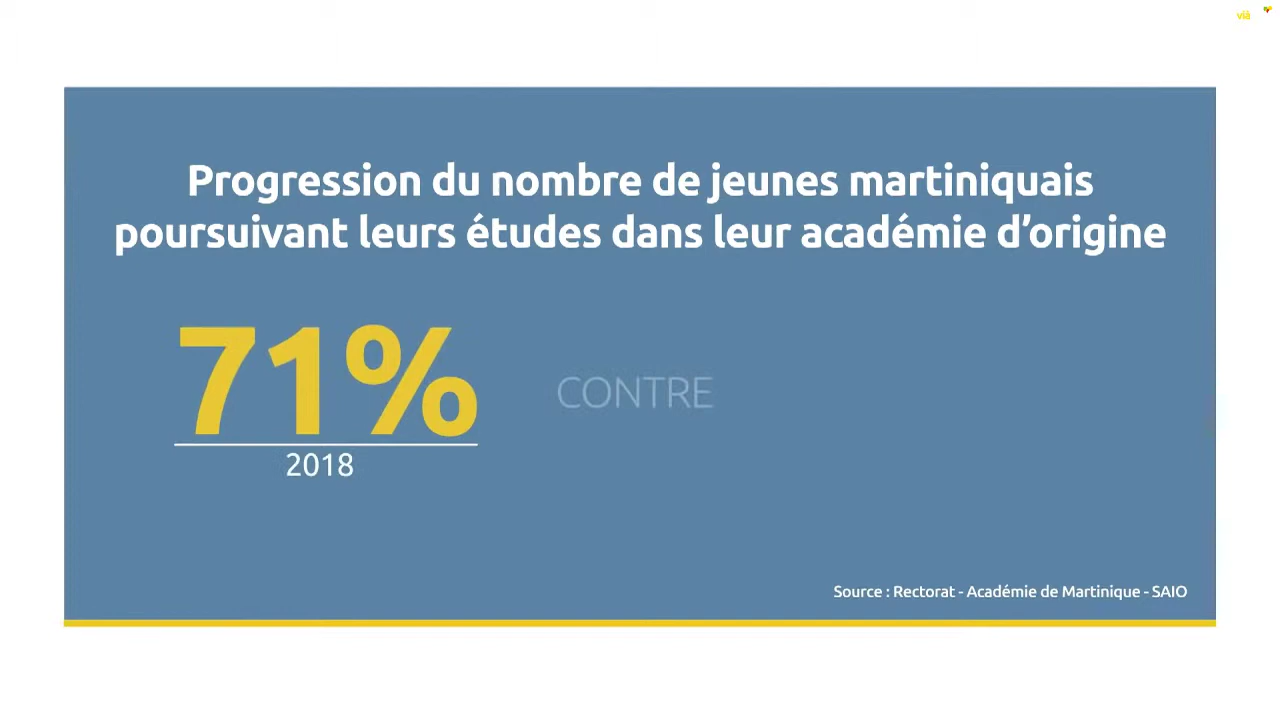 vià
Progression du nombre de jeunes martiniquais
poursuivant leurs études dans leur académie d’origine
71%
CONTRE
2018
Source : Rectorat - Académie de Martinique - SAIO